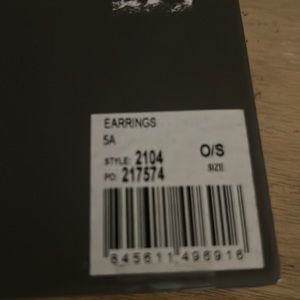 EARRINGS
5A
STYLE: 2104 O/S
PO: 217574 SIZE
845611 496916